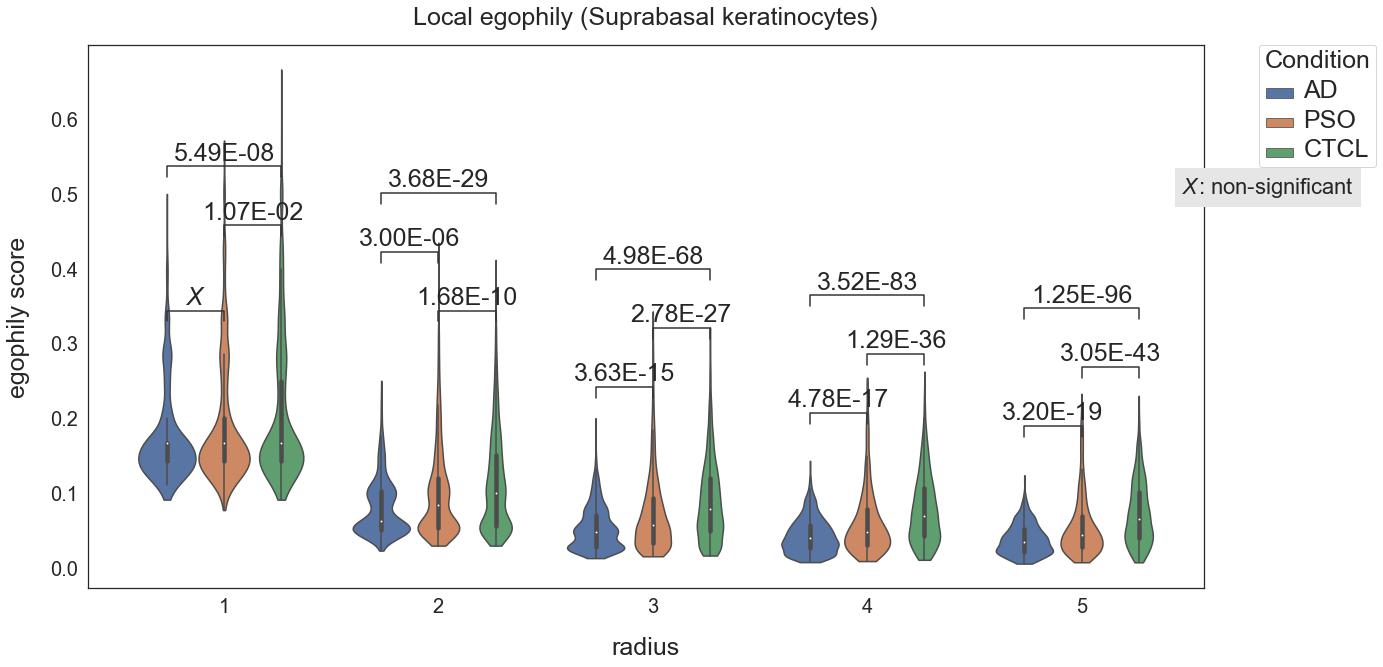 Local egophily (Suprabasal keratinocytes)
Condition
AD
PSO
CTCL
X: non-significant
egophily score
0.6
0.5
0.4
0.3
0.2
0.1
0.0
5.49E-08
1.07E-02
X
3.68E-29
3.00E-06
1.68E-10
4.98E-68
2.78E-27
3.63E-15
3.52E-83
1.29E-36
4.78E-17
1.25E-96
3.05E-43
3.20E-19
1 2 3 4 5
radius